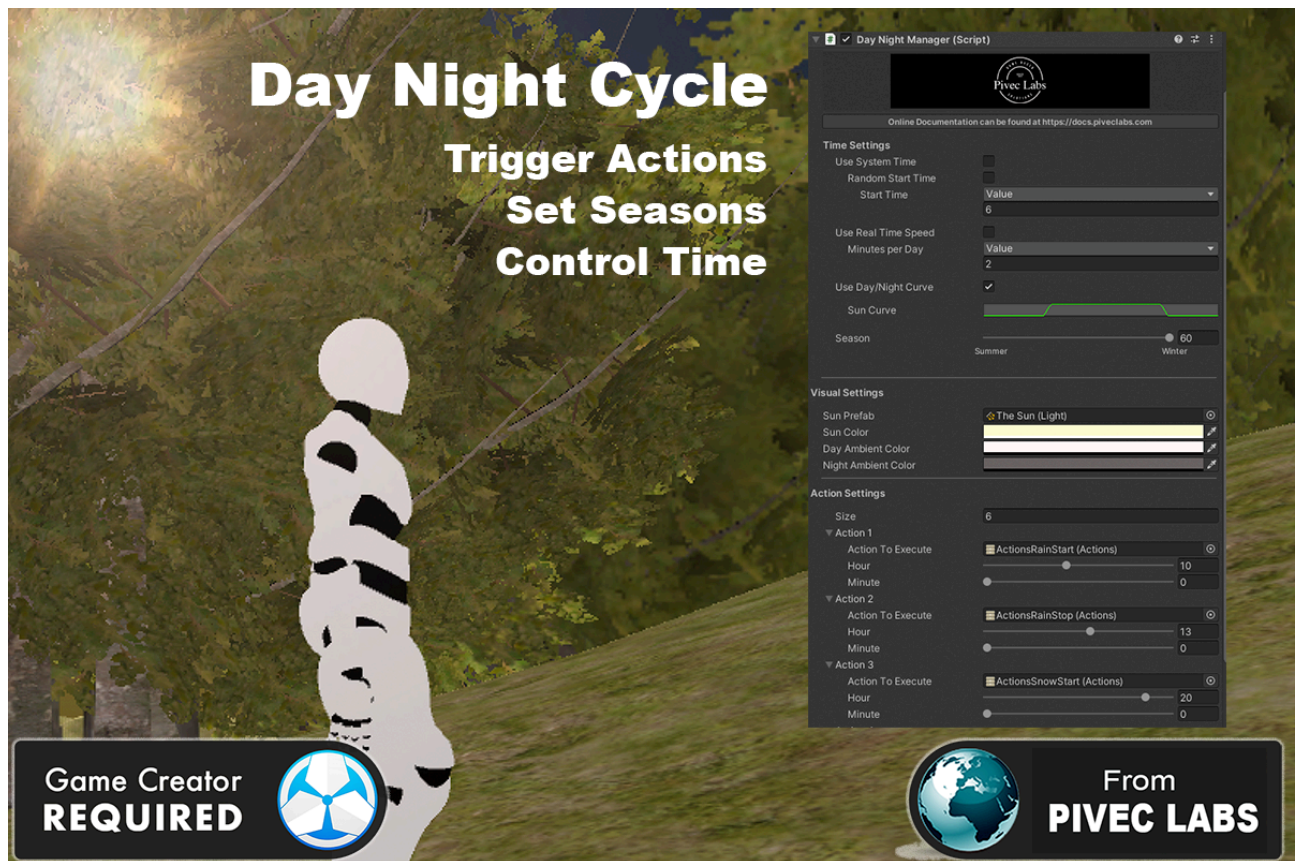 Day Night Cycle
Trigger Actions
Set Seasons
Control Time
Day Night Manager (Script)
Pivec Labs
Online Documentation can be found at https://docs.piveclabs.com
Time Settings
Use System Time
Random Start Time
Start Time Value
6
Use Real Time Speed
Minutes per Day Value
2
Use Day/Night Curve
Sun Curve
Season 60
Summer Winter
Visual Settings
Sun Prefab The Sun (Light)
Sun Color
Day Ambient Color
Night Ambient Color
Action Settings
Size 6
Action 1
Action To Execute ActionsRainStart (Actions)
Hour 10
Minute 0
Action 2
Action To Execute ActionsRainStop (Actions)
Hour 13
Minute 0
Action 3
Action To Execute ActionsSnowStart (Actions)
Hour 20
Minute 0
Game Creator
REQUIRED
From
PIVEC LABS